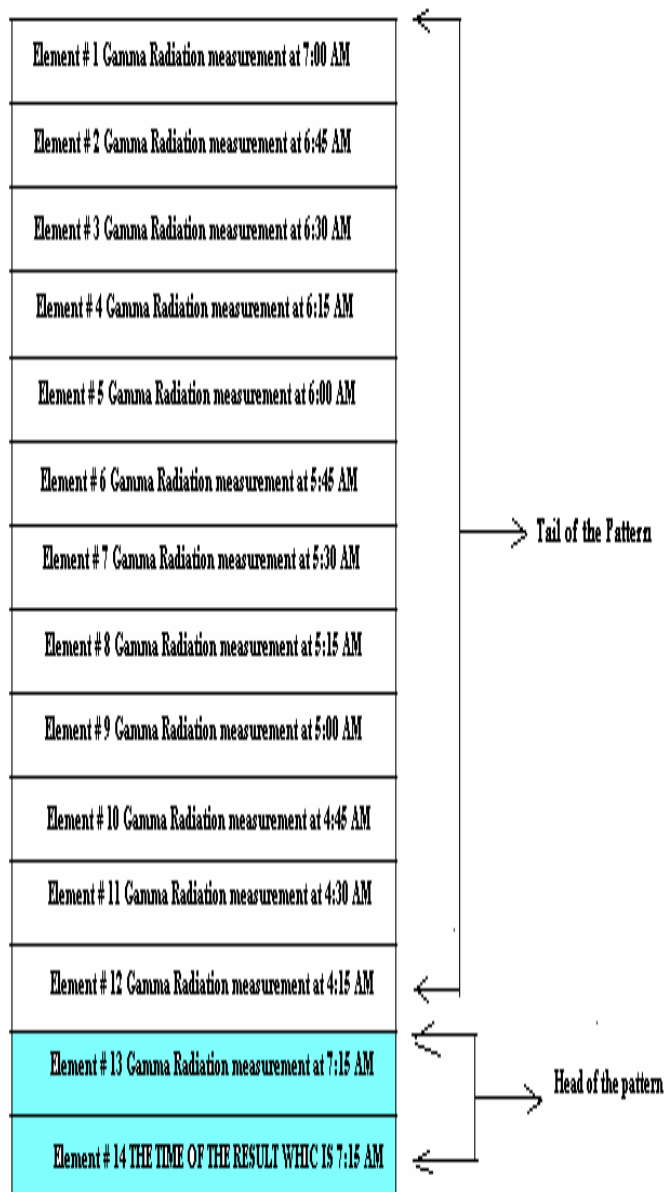 Element # 1 Gamma Radiation measurement at 7:00 AM
Element # 2 Gamma Radiation measurement at 6:45 AM
Element # 3 Gamma Radiation measurement at 6:30 AM
Element # 4 Gamma Radiation measurement at 6:15 AM
Element # 5 Gamma Radiation measurement at 6:00 AM
Element # 6 Gamma Radiation measurement at 5:45 AM
Element # 7 Gamma Radiation measurement at 5:30 AM
Element # 8 Gamma Radiation measurement at 5:15 AM
Element # 9 Gamma Radiation measurement at 5:00 AM
Element # 10 Gamma Radiation measurement at 4:45 AM
Element # 11 Gamma Radiation measurement at 4:30 AM
Element # 12 Gamma Radiation measurement at 4:15 AM
Element # 13 Gamma Radiation measurement at 7:15 AM
Element # 14 THE TIME OF THE RESULT WHIC IS 7:15 AM
Tail of the Pattern
Head of the pattern